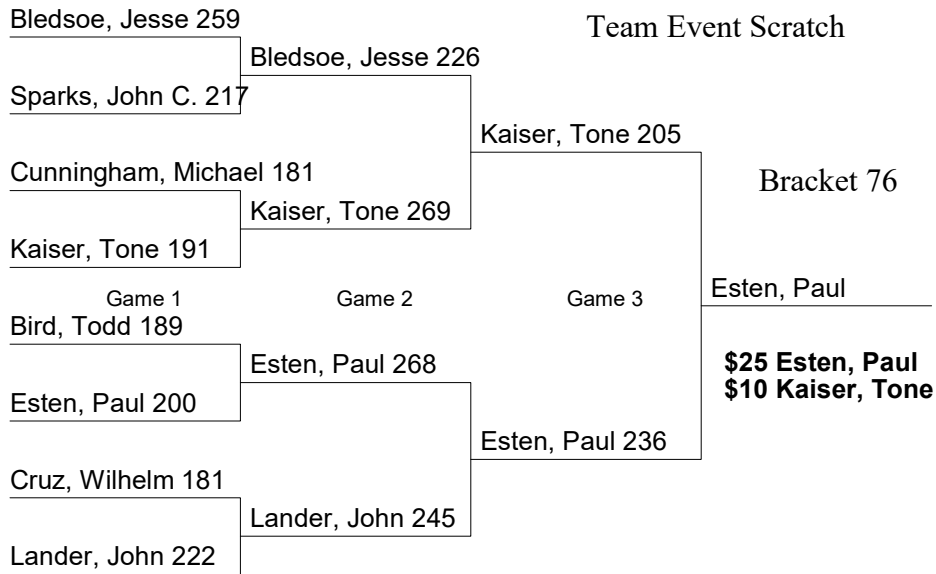 Bledsoe, Jesse 259
Team Event Scratch
Bledsoe, Jesse 226
Sparks, John C. 217
Kaiser, Tone 205
Cunningham, Michael 181
Bracket 76
Kaiser, Tone 269
Kaiser, Tone 191
Game 1
Game 2
Game 3
Esten, Paul
Bird, Todd 189
Esten, Paul 268
$25 Esten, Paul
$10 Kaiser, Tone
Esten, Paul 200
Esten, Paul 236
Cruz, Wilhelm 181
Lander, John 245
Lander, John 222